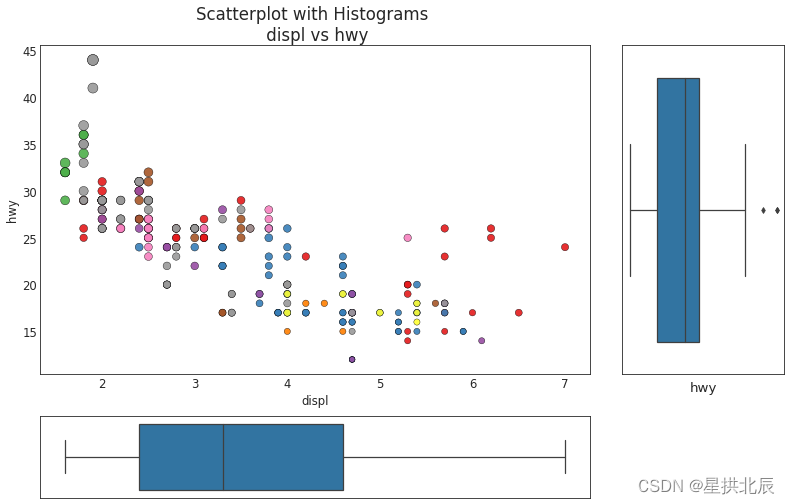 Scatterplot with Histograms
displ vs hwy
45
40
35
30
25
20
15
hwy
2 3 4 5 6 7
displ
hwy
CSDN @星拱北辰